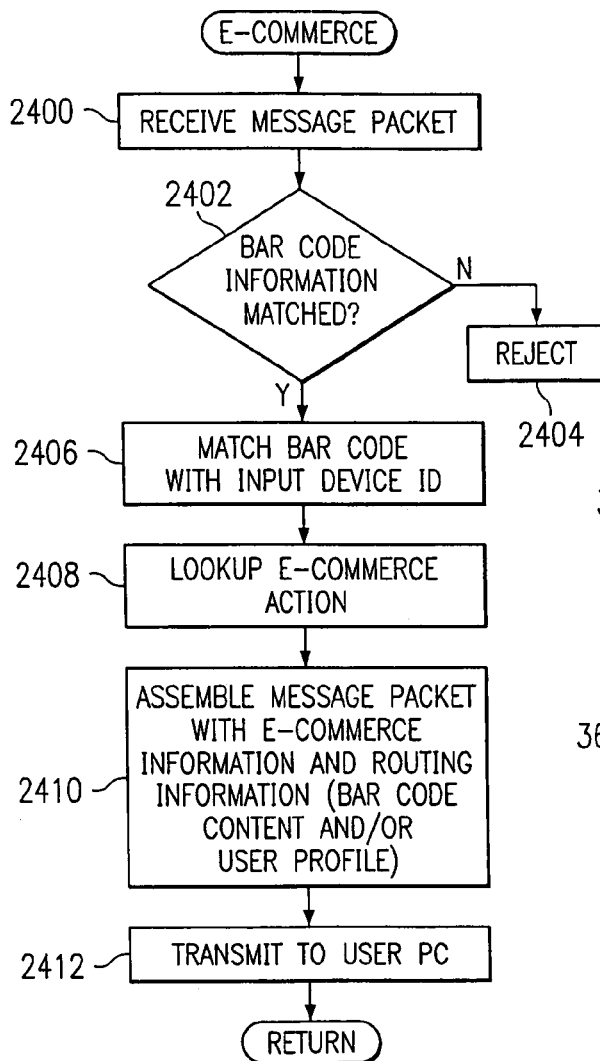 E-COMMERCE
2400
RECEIVE MESSAGE PACKET
2402
BAR CODE
INFORMATION
MATCHED?
N
REJECT
2404
Y
2406
MATCH BAR CODE
WITH INPUT DEVICE ID
2408
LOOKUP E-COMMERCE
ACTION
2410
ASSEMBLE MESSAGE PACKET
WITH E-COMMERCE
INFORMATION AND ROUTING
INFORMATION (BAR CODE
CONTENT AND/OR
USER PROFILE)
36
2412
TRANSMIT TO USER PC
RETURN